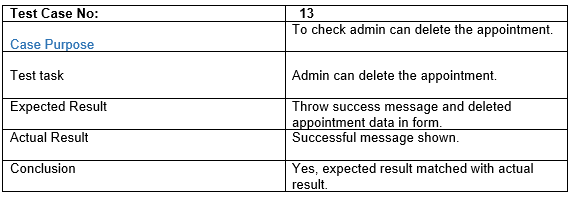 Test Case No: 13
Case Purpose To check admin can delete the appointment.
Test task Admin can delete the appointment.
Expected Result Throw success message and deleted
appointment data in form.
Actual Result Successful message shown.
Conclusion Yes, expected result matched with actual
result.